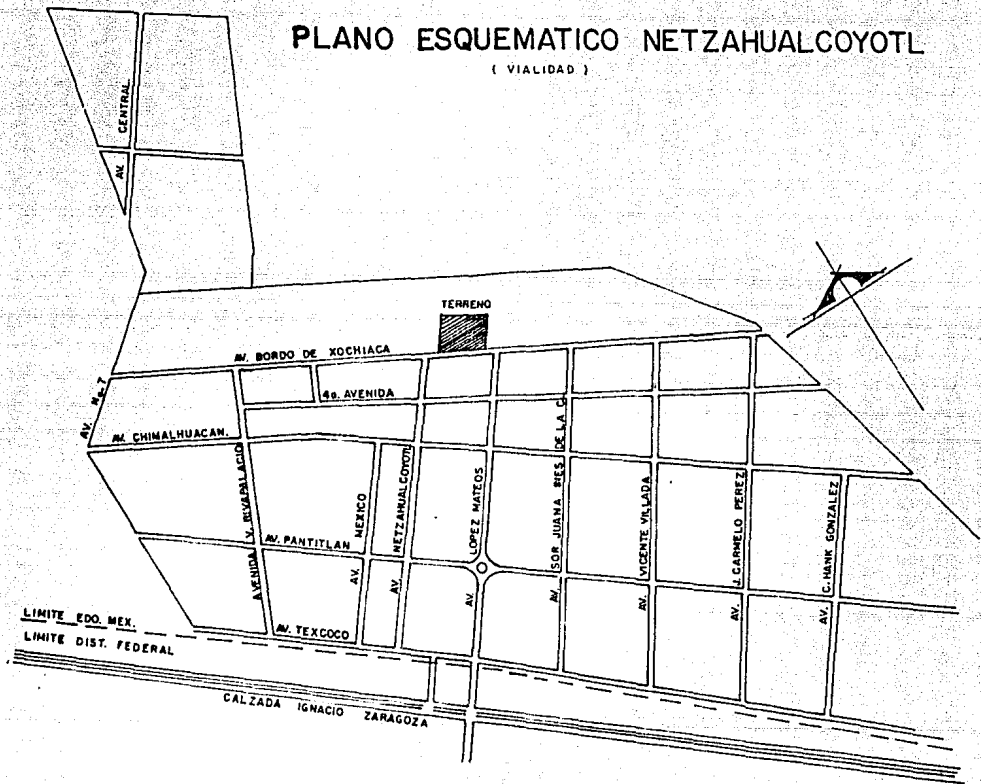 PLANO ESQUEMATICO NETZAHUALCOYOTL
( VIALIDAD )
AV. CENTRAL
TERRENO
AV. BORDO DE XOCHIACA
4a. AVENIDA
AV. No. 7
AV. CHIMALHUACAN.
AVENIDA V. RIVAPALACIO
AV. MEXICO
AV. NETZAHUALCOYOTL
AV. LOPEZ MATEOS
AV. SOR JUANA INES DE LA C.
AV. VICENTE VILLADA
AV. J. CARMELO PEREZ
AV. C. HANK GONZALEZ
AV. PANTITLAN
AV. TEXCOCO
LIMITE EDO. MEX.
LIMITE DIST. FEDERAL
CALZADA IGNACIO ZARAGOZA